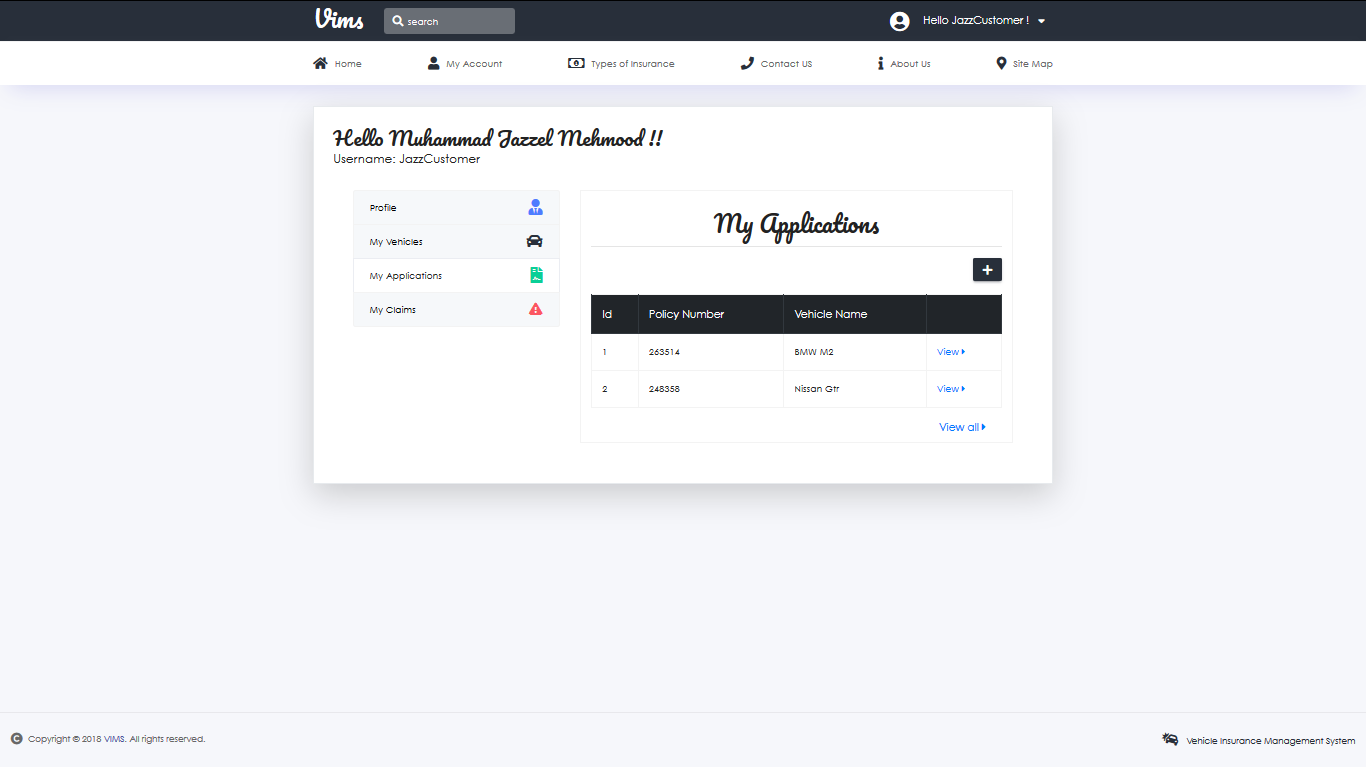 Vims
search
Hello JazzCustomer !
Home
My Account
Types of Insurance
Contact US
About Us
Site Map
Hello Muhammad Jazzel Mehmood !!
Username: JazzCustomer
Profile
My Vehicles
My Applications
My Claims
My Applications
+
Id Policy Number Vehicle Name
1 263514 BMW M2 View
2 248358 Nissan Gtr View
View all
Copyright © 2018 VIMS. All rights reserved.
Vehicle Insurance Management System